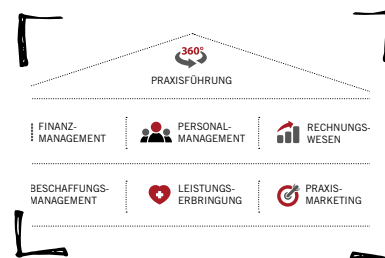 360°
PRAXISFÜHRUNG
FINANZ-
MANAGEMENT
PERSONAL-
MANAGEMENT
RECHNUNGS-
WESEN
BESCHAFFUNGS-
MANAGEMENT
LEISTUNGS-
ERBRINGUNG
PRAXIS-
MARKETING